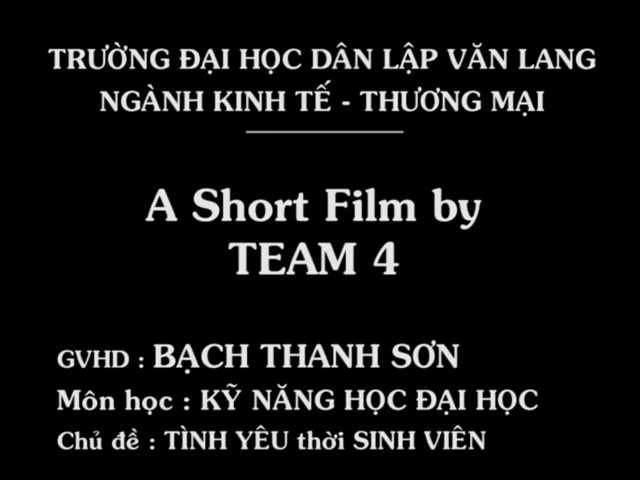 TRƯỜNG ĐẠI HỌC DÂN LẬP VĂN LANG
NGÀNH KINH TẾ - THƯƠNG MẠI
A Short Film by
TEAM 4
GVHD : BẠCH THANH SƠN
Môn học : KỸ NĂNG HỌC ĐẠI HỌC
Chủ đề : TÌNH YÊU thời SINH VIÊN